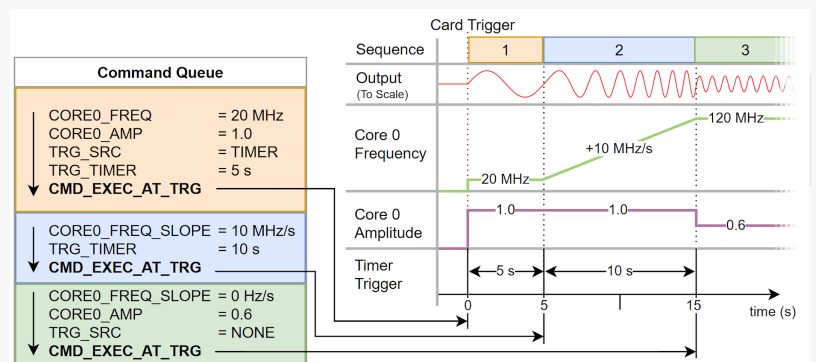 Card Trigger
Sequence 1 2 3
Output
(To Scale)
Core 0
Frequency
20 MHz
+10 MHz/s
120 MHz
Core 0
Amplitude
1.0 1.0 0.6
Timer
Trigger
5 s 10 s
0 5 15 time (s)
Command Queue
CORE0_FREQ = 20 MHz
CORE0_AMP = 1.0
TRG_SRC = TIMER
TRG_TIMER = 5 s
CMD_EXEC_AT_TRG
CORE0_FREQ_SLOPE = 10 MHz/s
TRG_TIMER = 10 s
CMD_EXEC_AT_TRG
CORE0_FREQ_SLOPE = 0 Hz/s
CORE0_AMP = 0.6
TRG_SRC = NONE
CMD_EXEC_AT_TRG